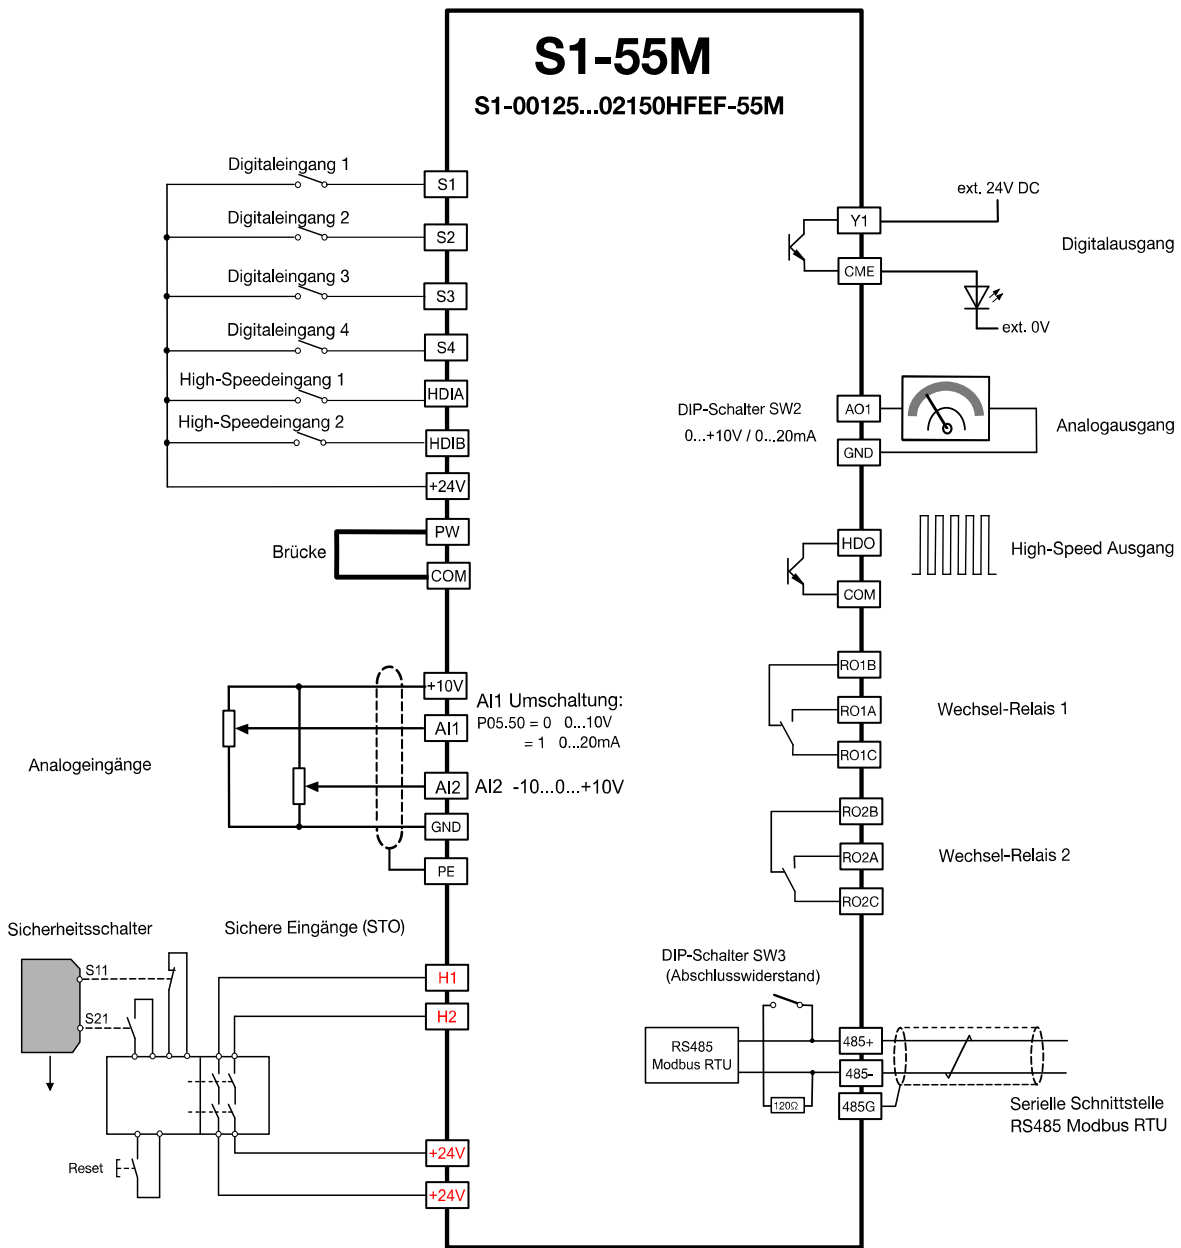 S1-55M
S1-00125...02150HFEF-55M
Digitaleingang 1
S1
Digitaleingang 2
S2
Digitaleingang 3
S3
Digitaleingang 4
S4
High-Speedeingang 1
HDIA
High-Speedeingang 2
HDIB
+24V
PW
Brücke
COM
+10V
AI1 Umschaltung:
AI1
P05.50 = 0 0...10V
= 1 0...20mA
Analogeingänge
AI2
AI2 -10...0...+10V
GND
PE
Sicherheitsschalter
Sichere Eingänge (STO)
S11
H1
S21
H2
Reset
+24V
+24V
ext. 24V DC
Y1
Digitalausgang
CME
ext. 0V
DIP-Schalter SW2
0...+10V / 0...20mA
AO1
Analogausgang
GND
HDO
High-Speed Ausgang
COM
RO1B
RO1A
Wechsel-Relais 1
RO1C
RO2B
RO2A
Wechsel-Relais 2
RO2C
DIP-Schalter SW3
(Abschlusswiderstand)
RS485
Modbus RTU
485+
485-
120Ω
485G
Serielle Schnittstelle
RS485 Modbus RTU